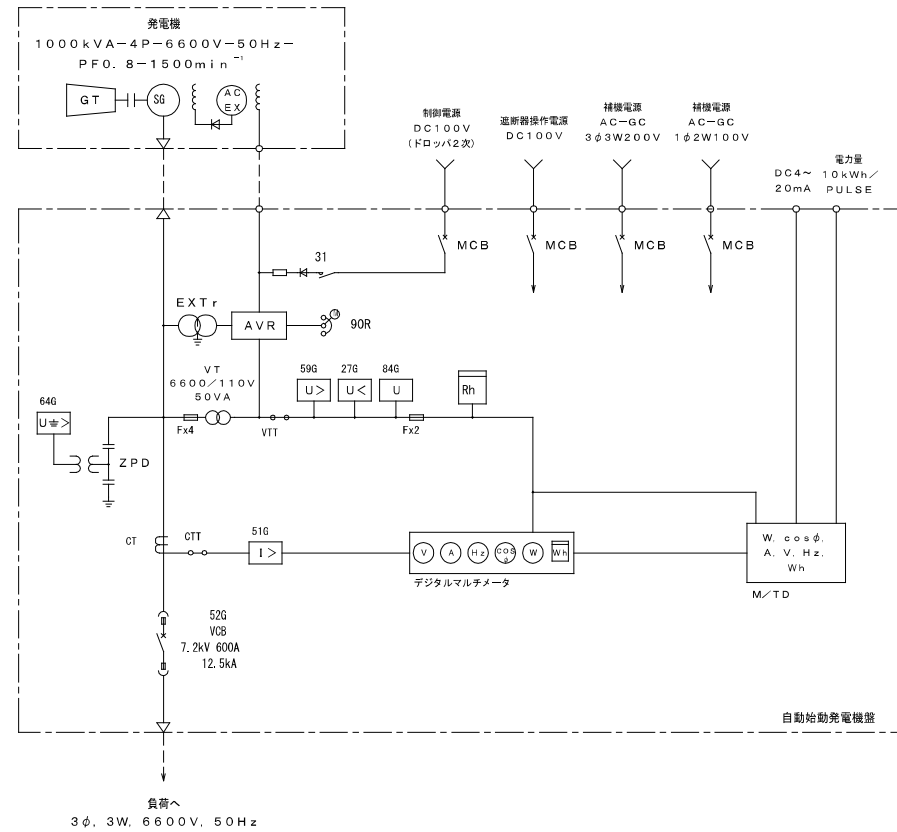 発電機
1000kVA-4P-6600V-50Hz-
PF0.8-1500min⁻¹
GT
SG
AC
EX
制御電源
DC100V
(ドロッパ2次)
遮断器操作電源
DC100V
補機電源
AC-GC
3φ3W200V
補機電源
AC-GC
1φ2W100V
DC4~
20mA
電力量
10kWh/
PULSE
MCB
MCB
MCB
MCB
31
EXTr
AVR
90R
VT
6600/110V
50VA
59G
U>
27G
U<
84G
U
Rh
64G
U⏚>
Fx4
VTT
Fx2
ZPD
CT
CTT
51G
I>
V
A
Hz
cos
φ
W
Wh
デジタルマルチメータ
W, cosφ,
A, V, Hz,
Wh
M/TD
52G
VCB
7.2kV 600A
12.5kA
自動始動発電機盤
負荷へ
3φ, 3W, 6600V, 50Hz